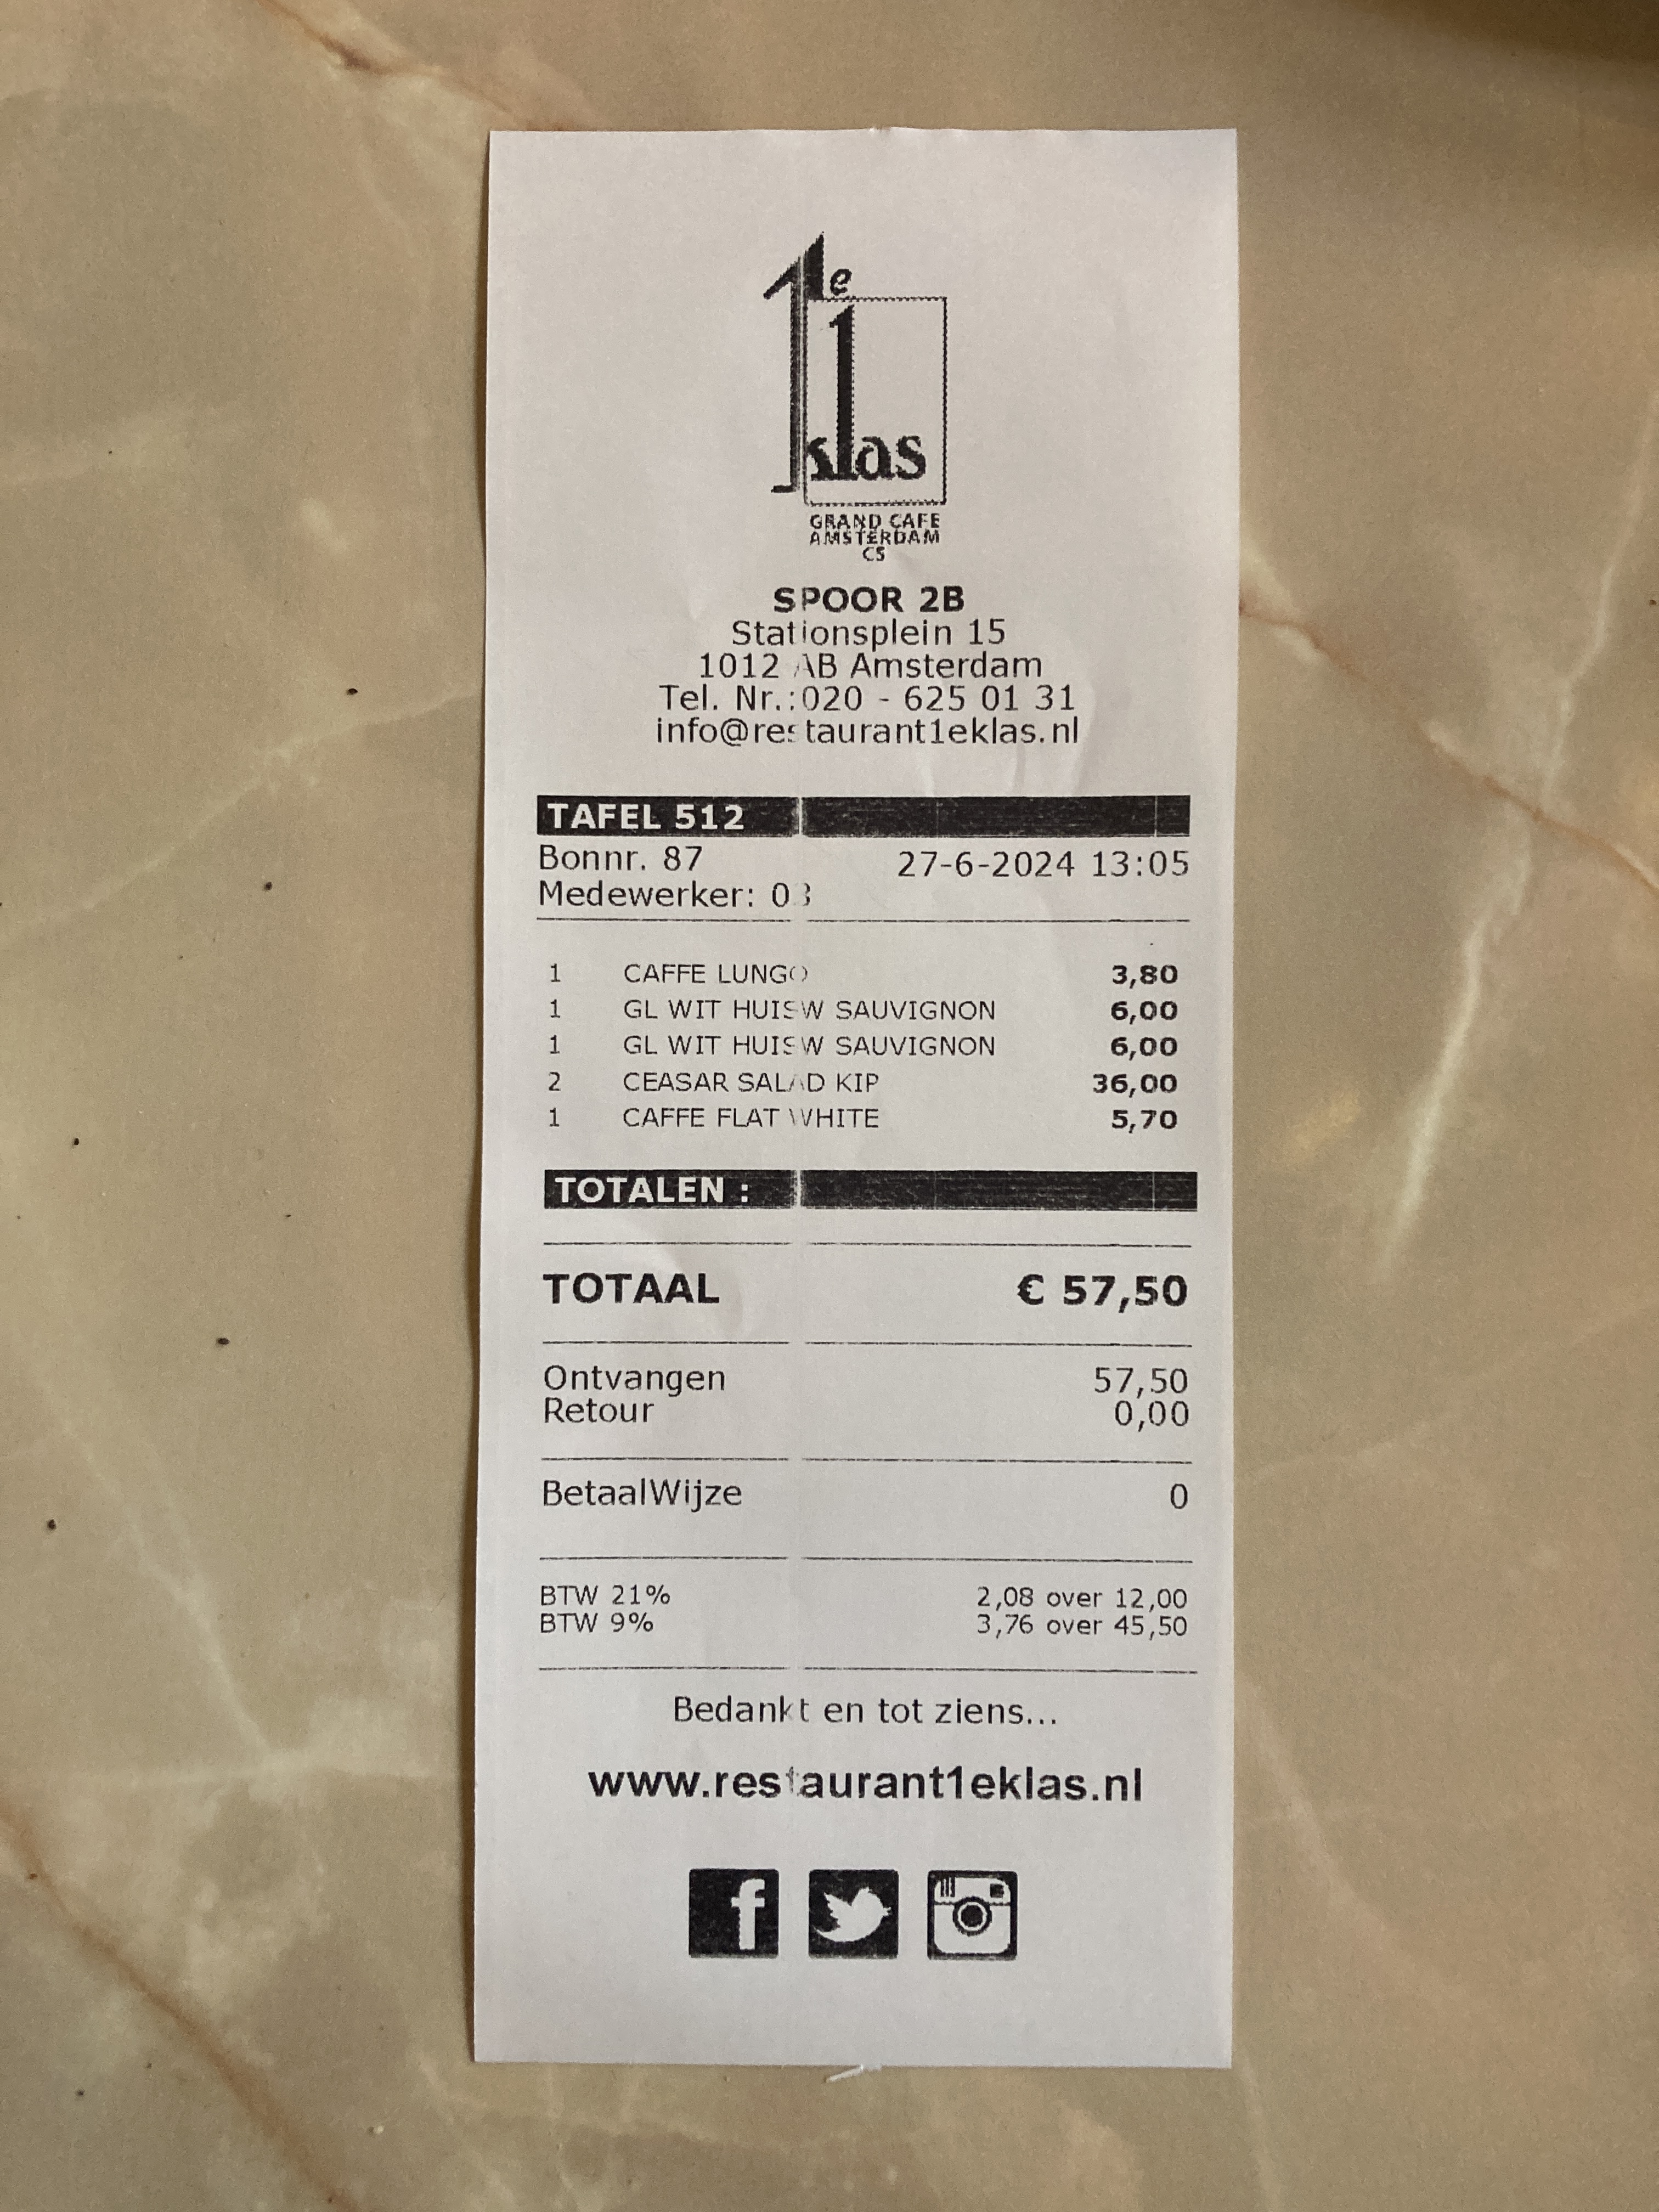 1e klas
GRAND CAFE
AMSTERDAM
CS
SPOOR 2B
Stationsplein 15
1012 AB Amsterdam
Tel. Nr.:020 - 625 01 31
info@restaurant1eklas.nl
TAFEL 512
Bonnr. 87 27-6-2024 13:05
Medewerker: 03
1 CAFFE LUNGO 3,80
1 GL WIT HUISW SAUVIGNON 6,00
1 GL WIT HUISW SAUVIGNON 6,00
2 CEASAR SALAD KIP 36,00
1 CAFFE FLAT WHITE 5,70
TOTALEN :
TOTAAL € 57,50
Ontvangen 57,50
Retour 0,00
BetaalWijze 0
BTW 21% 2,08 over 12,00
BTW 9% 3,76 over 45,50
Bedankt en tot ziens...
www.restaurant1eklas.nl